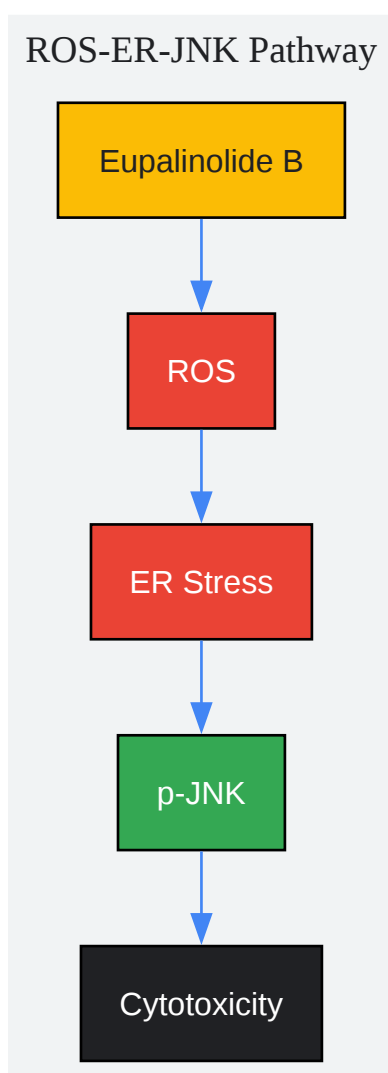 ROS-ER-JNK Pathway
Eupalinolide B
ROS
ER Stress
p-JNK
Cytotoxicity